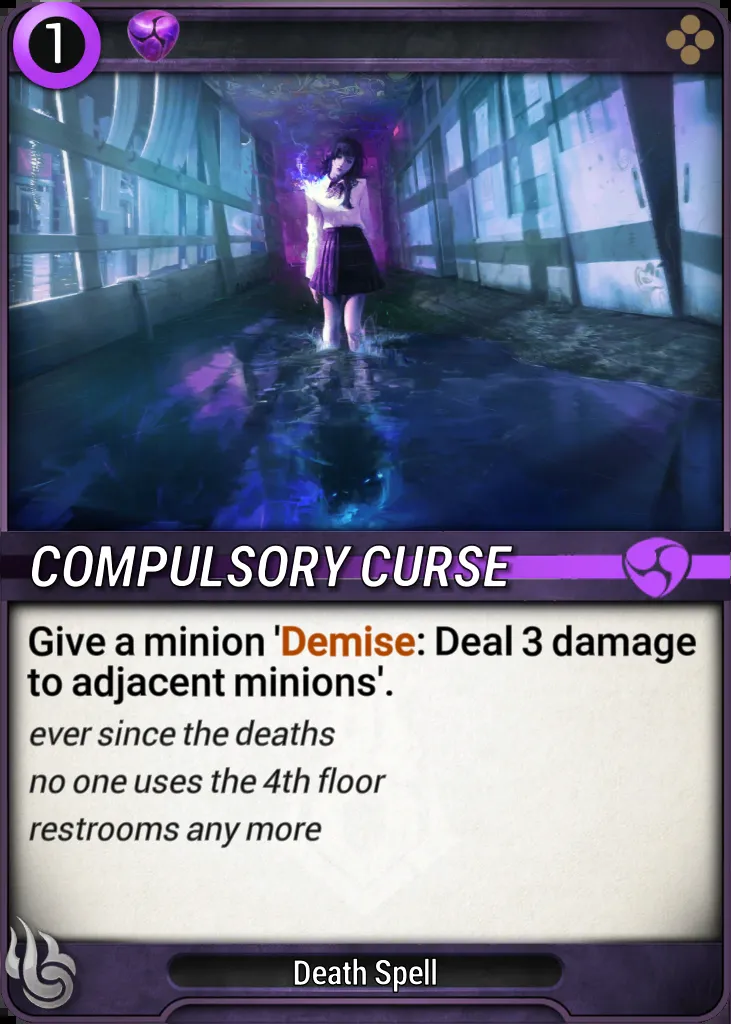 1
COMPULSORY CURSE
Give a minion 'Demise: Deal 3 damage
to adjacent minions'.
ever since the deaths
no one uses the 4th floor
restrooms any more
Death Spell